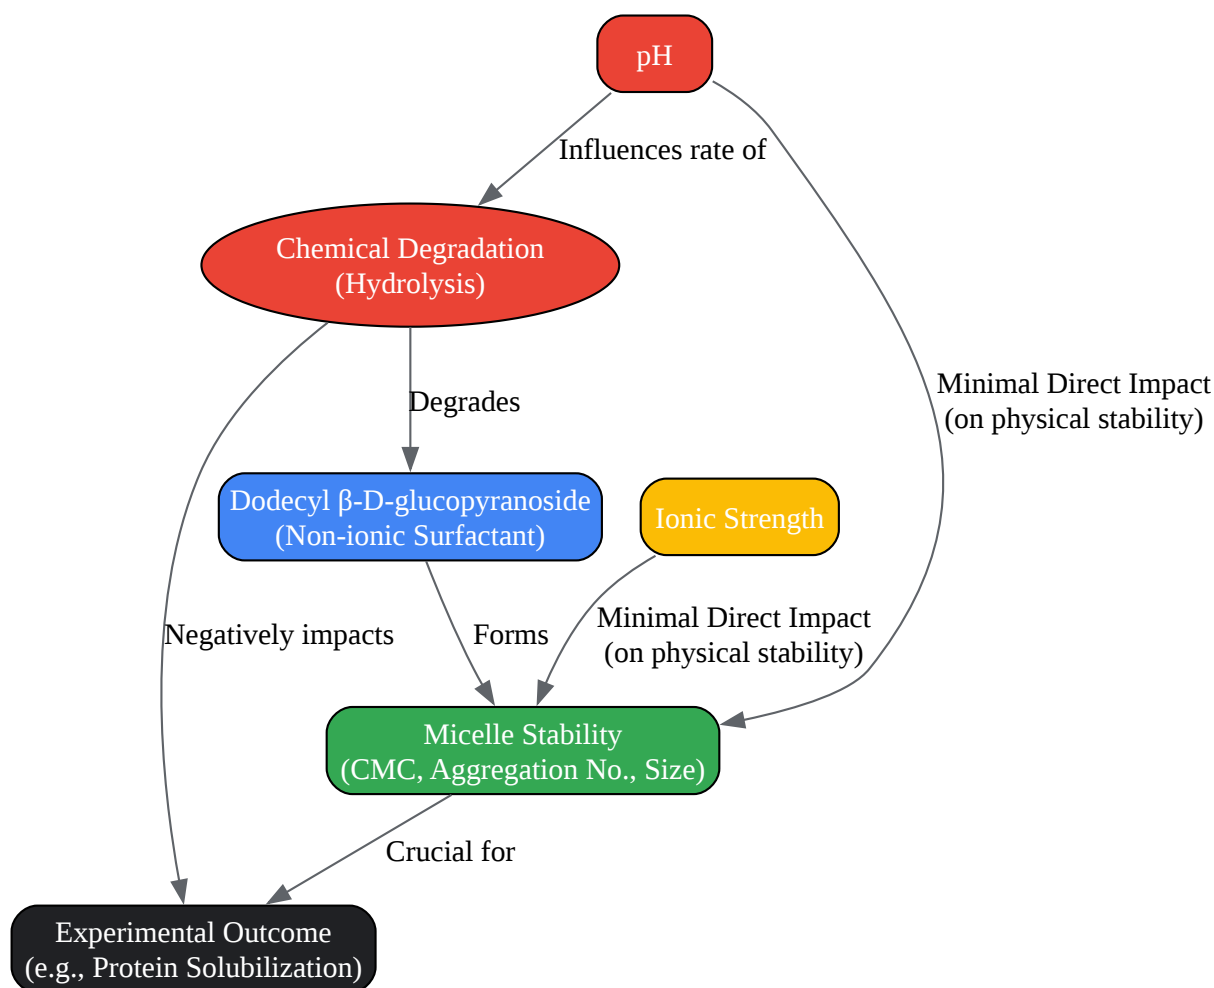 pH
Influences rate of
Chemical Degradation
(Hydrolysis)
Minimal Direct Impact
(on physical stability)
Degrades
Dodecyl β-D-glucopyranoside
(Non-ionic Surfactant)
Ionic Strength
Negatively impacts
Forms
Minimal Direct Impact
(on physical stability)
Micelle Stability
(CMC, Aggregation No., Size)
Crucial for
Experimental Outcome
(e.g., Protein Solubilization)